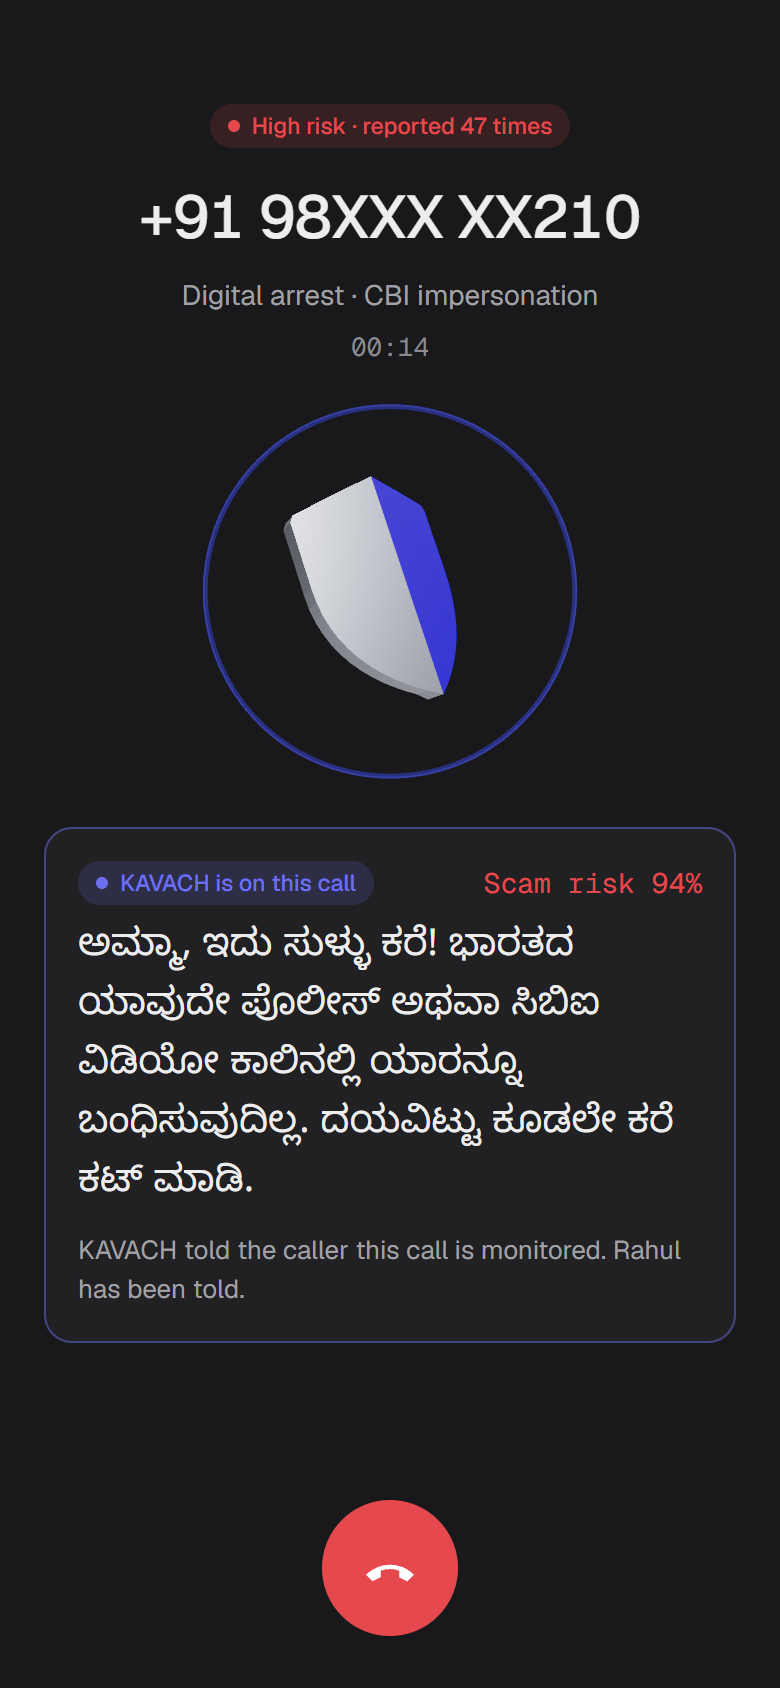 High risk · reported 47 times
+91 98XXX XX210
Digital arrest · CBI impersonation
00:14
KAVACH is on this call
Scam risk 94%
ಅಮ್ಮಾ, ಇದು ಸುಳ್ಳು ಕರೆ! ಭಾರತದ
ಯಾವುದೇ ಪೊಲೀಸ್ ಅಥವಾ ಸಿಬಿಐ
ವಿಡಿಯೋ ಕಾಲಿನಲ್ಲಿ ಯಾರನ್ನೂ
ಬಂಧಿಸುವುದಿಲ್ಲ. ದಯವಿಟ್ಟು ಕೂಡಲೇ ಕರೆ
ಕಟ್ ಮಾಡಿ.
KAVACH told the caller this call is monitored. Rahul
has been told.